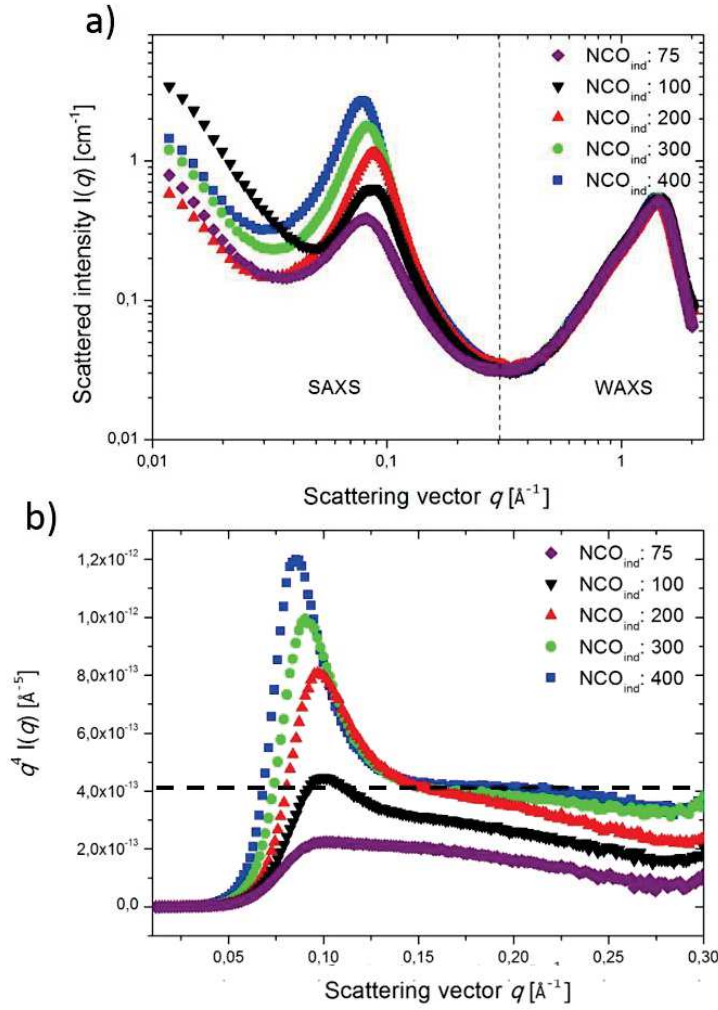 a)
Scattered intensity I(q) [cm⁻¹]
1
0,1
0,01
0,01
0,1
1
NCOind: 75
NCOind: 100
NCOind: 200
NCOind: 300
NCOind: 400
SAXS
WAXS
Scattering vector q [Å⁻¹]
b)
q⁴ I(q) [Å⁻⁵]
1,2x10⁻¹²
1,0x10⁻¹²
8,0x10⁻¹³
6,0x10⁻¹³
4,0x10⁻¹³
2,0x10⁻¹³
0,0
0,05
0,10
0,15
0,20
0,25
0,30
NCOind: 75
NCOind: 100
NCOind: 200
NCOind: 300
NCOind: 400
Scattering vector q [Å⁻¹]